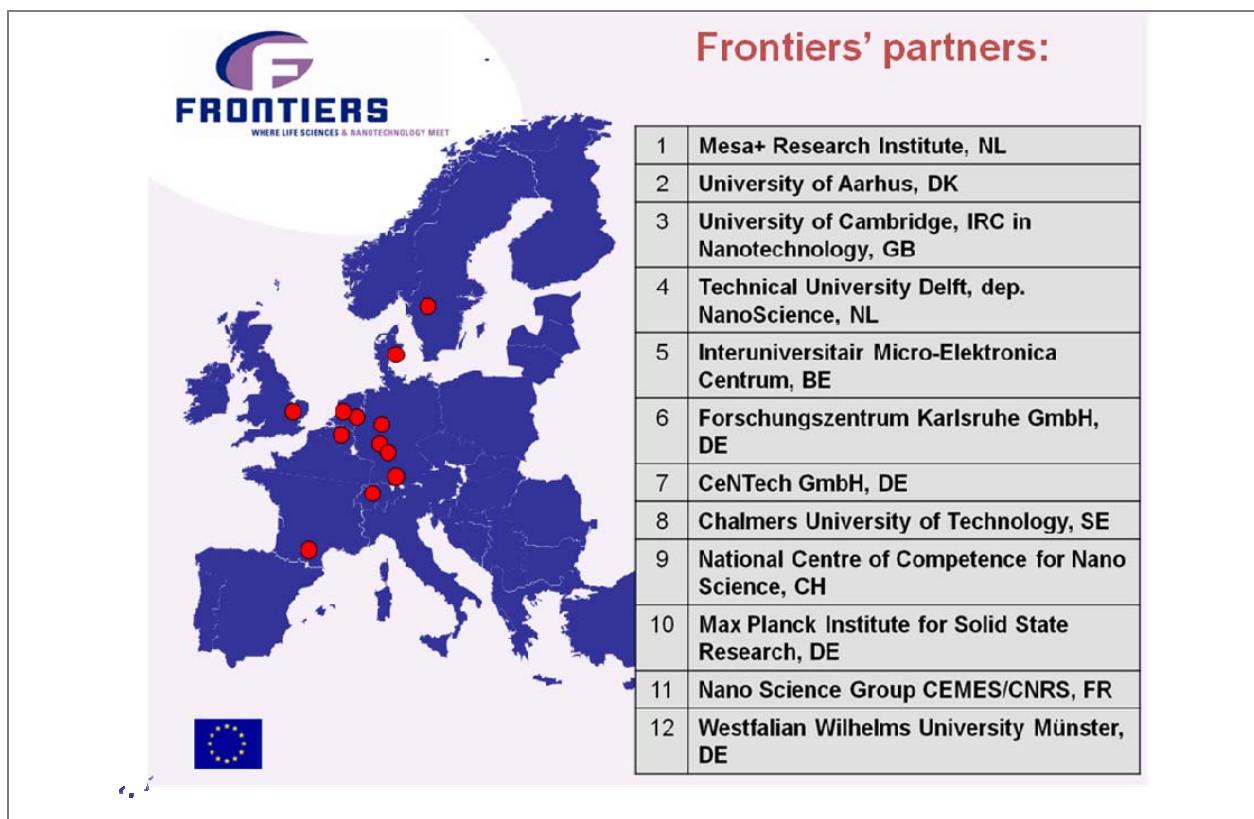 FRONTIERS
WHERE LIFE SCIENCES & NANOTECHNOLOGY MEET
Frontiers' partners:
1 Mesa+ Research Institute, NL
2 University of Aarhus, DK
3 University of Cambridge, IRC in
Nanotechnology, GB
4 Technical University Delft, dep.
NanoScience, NL
5 Interuniversitair Micro-Elektronica
Centrum, BE
6 Forschungszentrum Karlsruhe GmbH,
DE
7 CeNTech GmbH, DE
8 Chalmers University of Technology, SE
9 National Centre of Competence for Nano
Science, CH
10 Max Planck Institute for Solid State
Research, DE
11 Nano Science Group CEMES/CNRS, FR
12 Westfalian Wilhelms University Münster,
DE